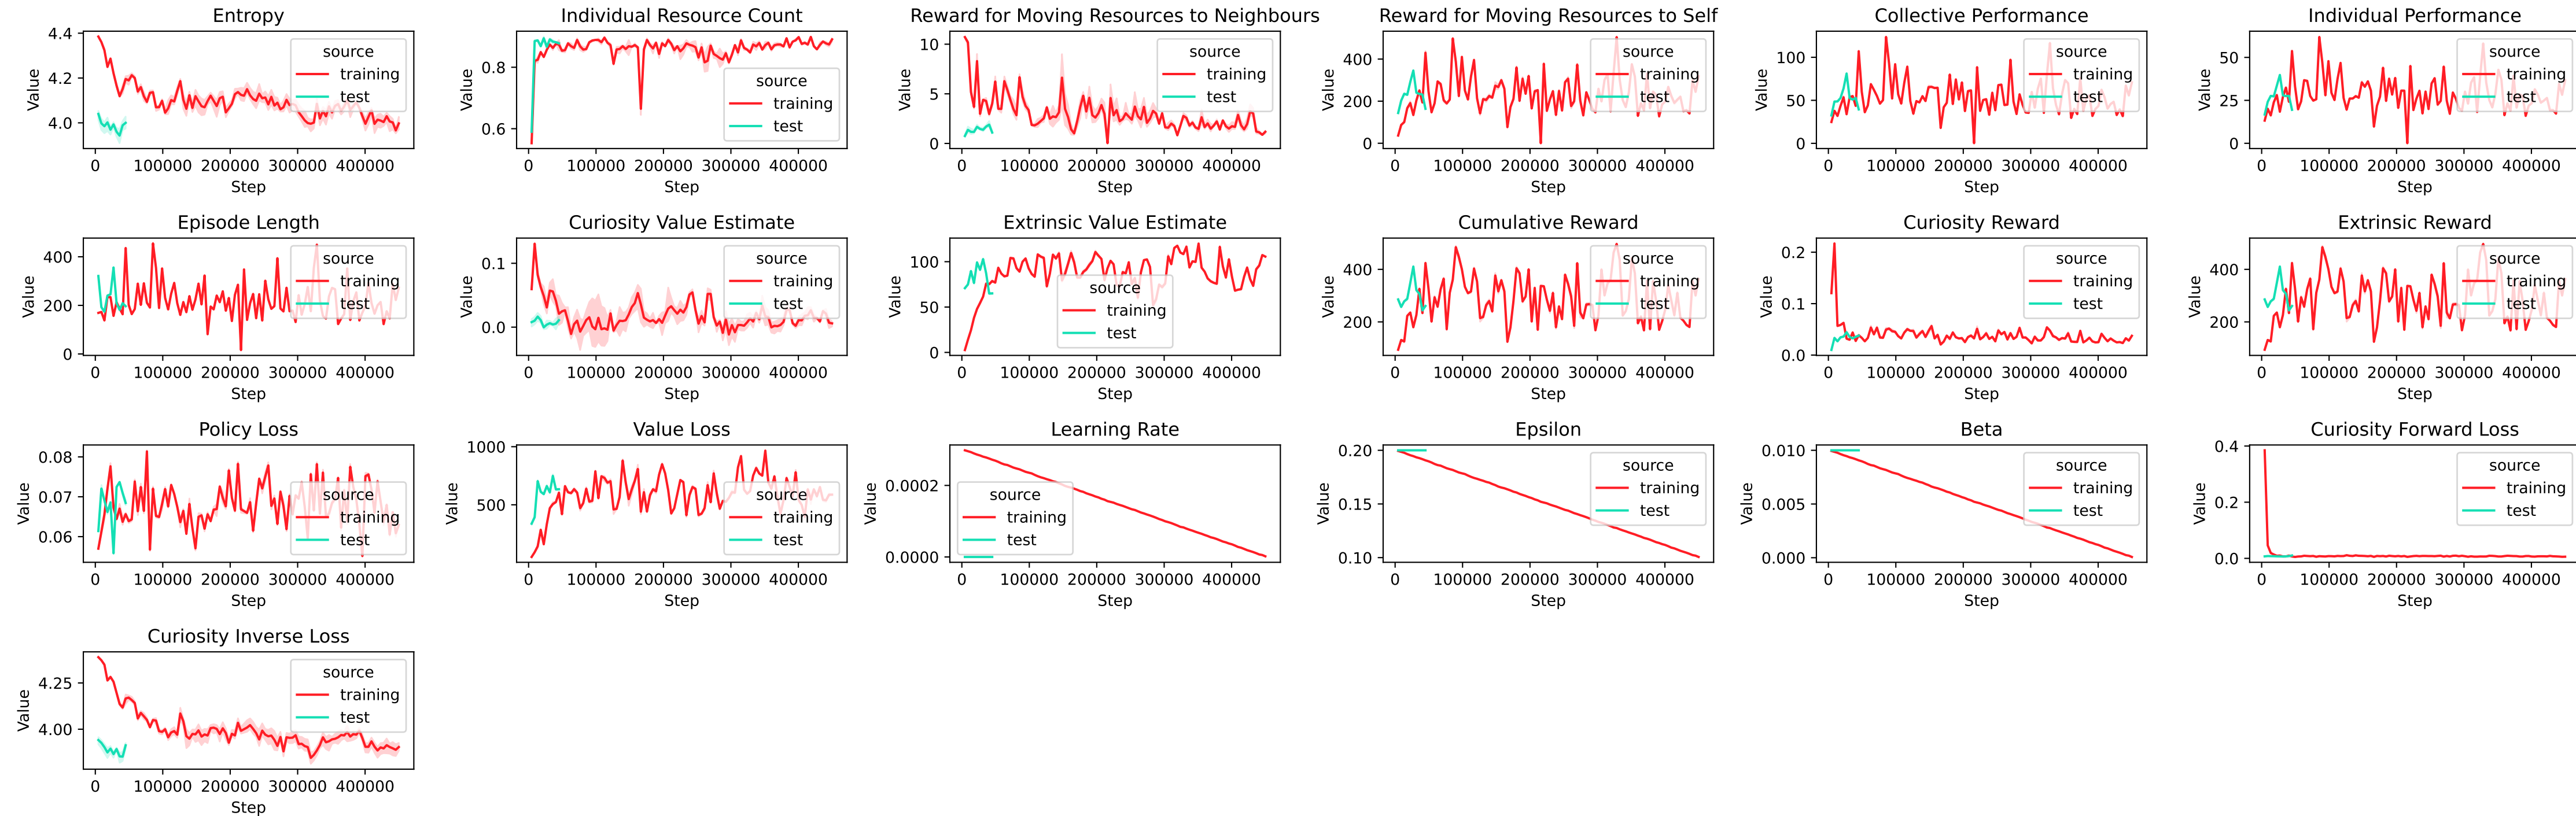 Entropy
Value
4.4
4.2
4.0
0 100000 200000 300000 400000
Step
source
training
test
Individual Resource Count
Value
0.8
0.6
0 100000 200000 300000 400000
Step
source
training
test
Reward for Moving Resources to Neighbours
Value
10
5
0
0 100000 200000 300000 400000
Step
source
training
test
Reward for Moving Resources to Self
Value
400
200
0
0 100000 200000 300000 400000
Step
source
training
test
Collective Performance
Value
100
50
0
0 100000 200000 300000 400000
Step
source
training
test
Individual Performance
Value
50
25
0
0 100000 200000 300000 400000
Step
source
training
test
Episode Length
Value
400
200
0
0 100000 200000 300000 400000
Step
source
training
test
Curiosity Value Estimate
Value
0.1
0.0
0 100000 200000 300000 400000
Step
source
training
test
Extrinsic Value Estimate
Value
100
50
0
0 100000 200000 300000 400000
Step
source
training
test
Cumulative Reward
Value
400
200
0 100000 200000 300000 400000
Step
source
training
test
Curiosity Reward
Value
0.2
0.1
0.0
0 100000 200000 300000 400000
Step
source
training
test
Extrinsic Reward
Value
400
200
0 100000 200000 300000 400000
Step
source
training
test
Policy Loss
Value
0.08
0.07
0.06
0 100000 200000 300000 400000
Step
source
training
test
Value Loss
Value
1000
500
0 100000 200000 300000 400000
Step
source
training
test
Learning Rate
Value
0.0002
0.0000
0 100000 200000 300000 400000
Step
source
training
test
Epsilon
Value
0.20
0.15
0.10
0 100000 200000 300000 400000
Step
source
training
test
Beta
Value
0.010
0.005
0.000
0 100000 200000 300000 400000
Step
source
training
test
Curiosity Forward Loss
Value
0.4
0.2
0.0
0 100000 200000 300000 400000
Step
source
training
test
Curiosity Inverse Loss
Value
4.25
4.00
0 100000 200000 300000 400000
Step
source
training
test